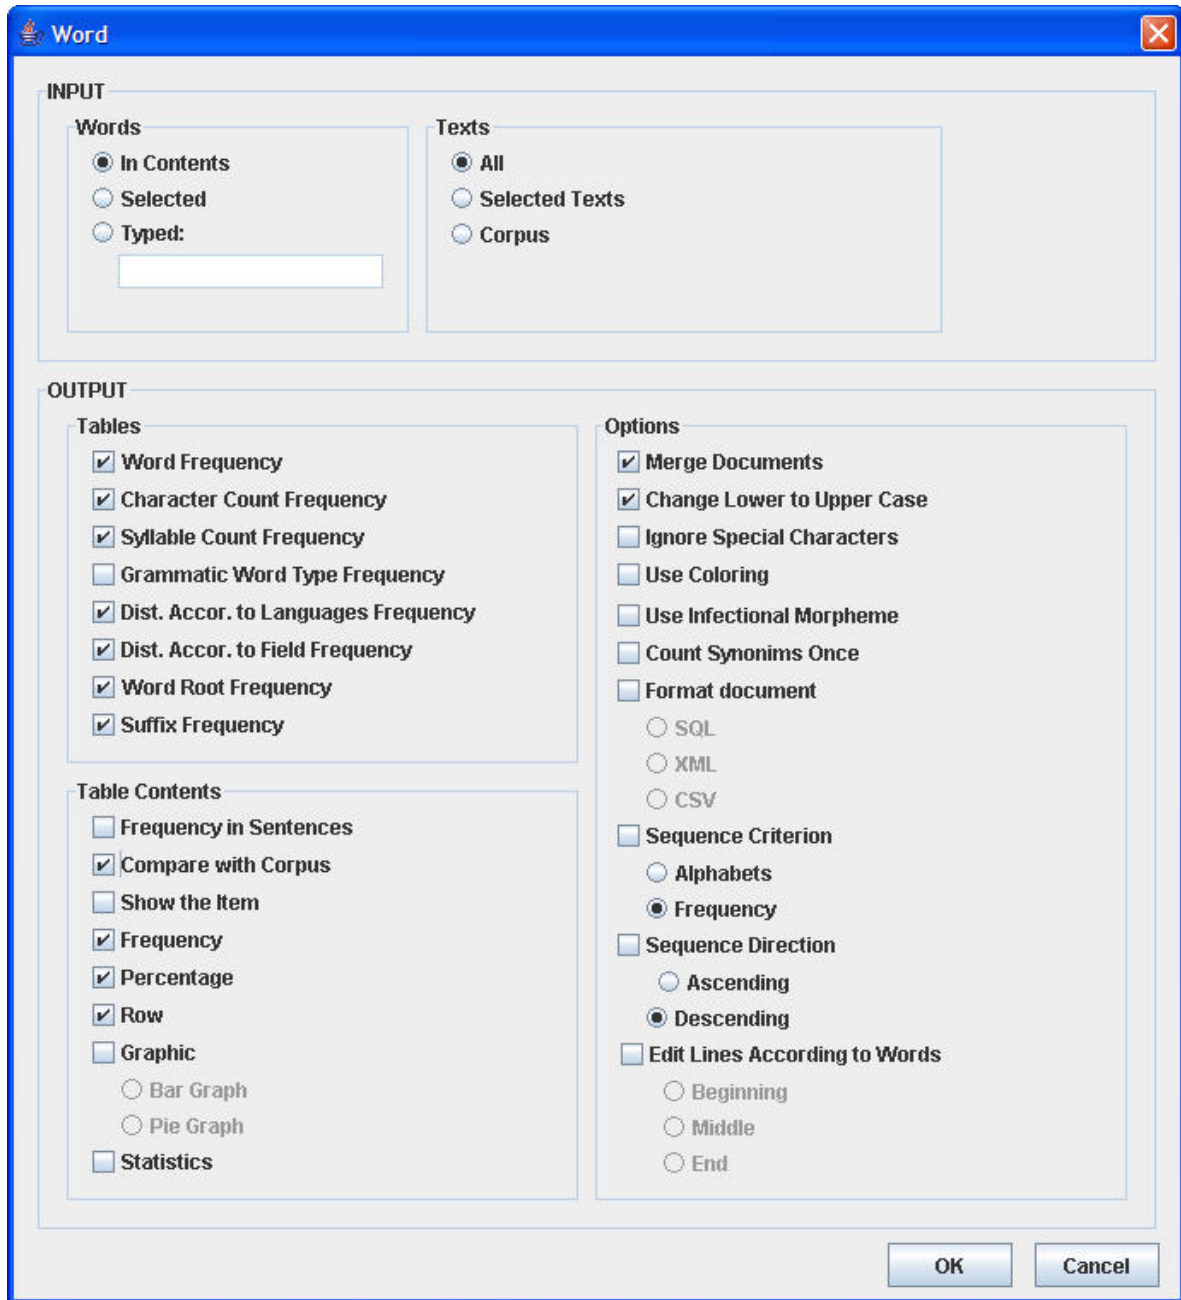 Word
INPUT
Words
In Contents
Selected
Typed:
Texts
All
Selected Texts
Corpus
OUTPUT
Tables
Word Frequency
Character Count Frequency
Syllable Count Frequency
Grammatic Word Type Frequency
Dist. Accor. to Languages Frequency
Dist. Accor. to Field Frequency
Word Root Frequency
Suffix Frequency
Table Contents
Frequency in Sentences
Compare with Corpus
Show the Item
Frequency
Percentage
Row
Graphic
Bar Graph
Pie Graph
Statistics
Options
Merge Documents
Change Lower to Upper Case
Ignore Special Characters
Use Coloring
Use Infectional Morpheme
Count Synonims Once
Format document
SQL
XML
CSV
Sequence Criterion
Alphabets
Frequency
Sequence Direction
Ascending
Descending
Edit Lines According to Words
Beginning
Middle
End
OK
Cancel